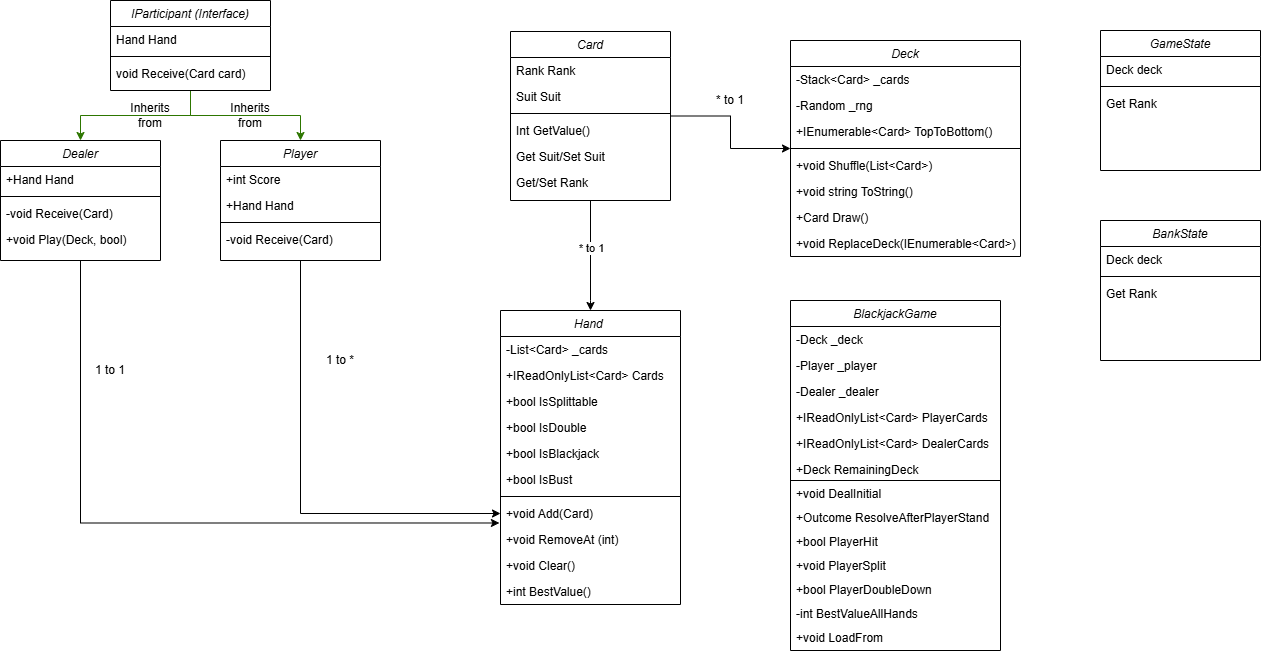 IParticipant (Interface)
Hand Hand
void Receive(Card card)
Inherits
from
Inherits
from
Dealer
+Hand Hand
-void Receive(Card)
+void Play(Deck, bool)
Player
+int Score
+Hand Hand
-void Receive(Card)
1 to 1
1 to *
Card
Rank Rank
Suit Suit
Int GetValue()
Get Suit/Set Suit
Get/Set Rank
* to 1
* to 1
Hand
-List<Card> _cards
+IReadOnlyList<Card> Cards
+bool IsSplittable
+bool IsDouble
+bool IsBlackjack
+bool IsBust
+void Add(Card)
+void RemoveAt (int)
+void Clear()
+int BestValue()
Deck
-Stack<Card> _cards
-Random _rng
+IEnumerable<Card> TopToBottom()
+void Shuffle(List<Card>)
+void string ToString()
+Card Draw()
+void ReplaceDeck(IEnumerable<Card>)
BlackjackGame
-Deck _deck
-Player _player
-Dealer _dealer
+IReadOnlyList<Card> PlayerCards
+IReadOnlyList<Card> DealerCards
+Deck RemainingDeck
+void DealInitial
+Outcome ResolveAfterPlayerStand
+bool PlayerHit
+void PlayerSplit
+bool PlayerDoubleDown
-int BestValueAllHands
+void LoadFrom
GameState
Deck deck
Get Rank
BankState
Deck deck
Get Rank